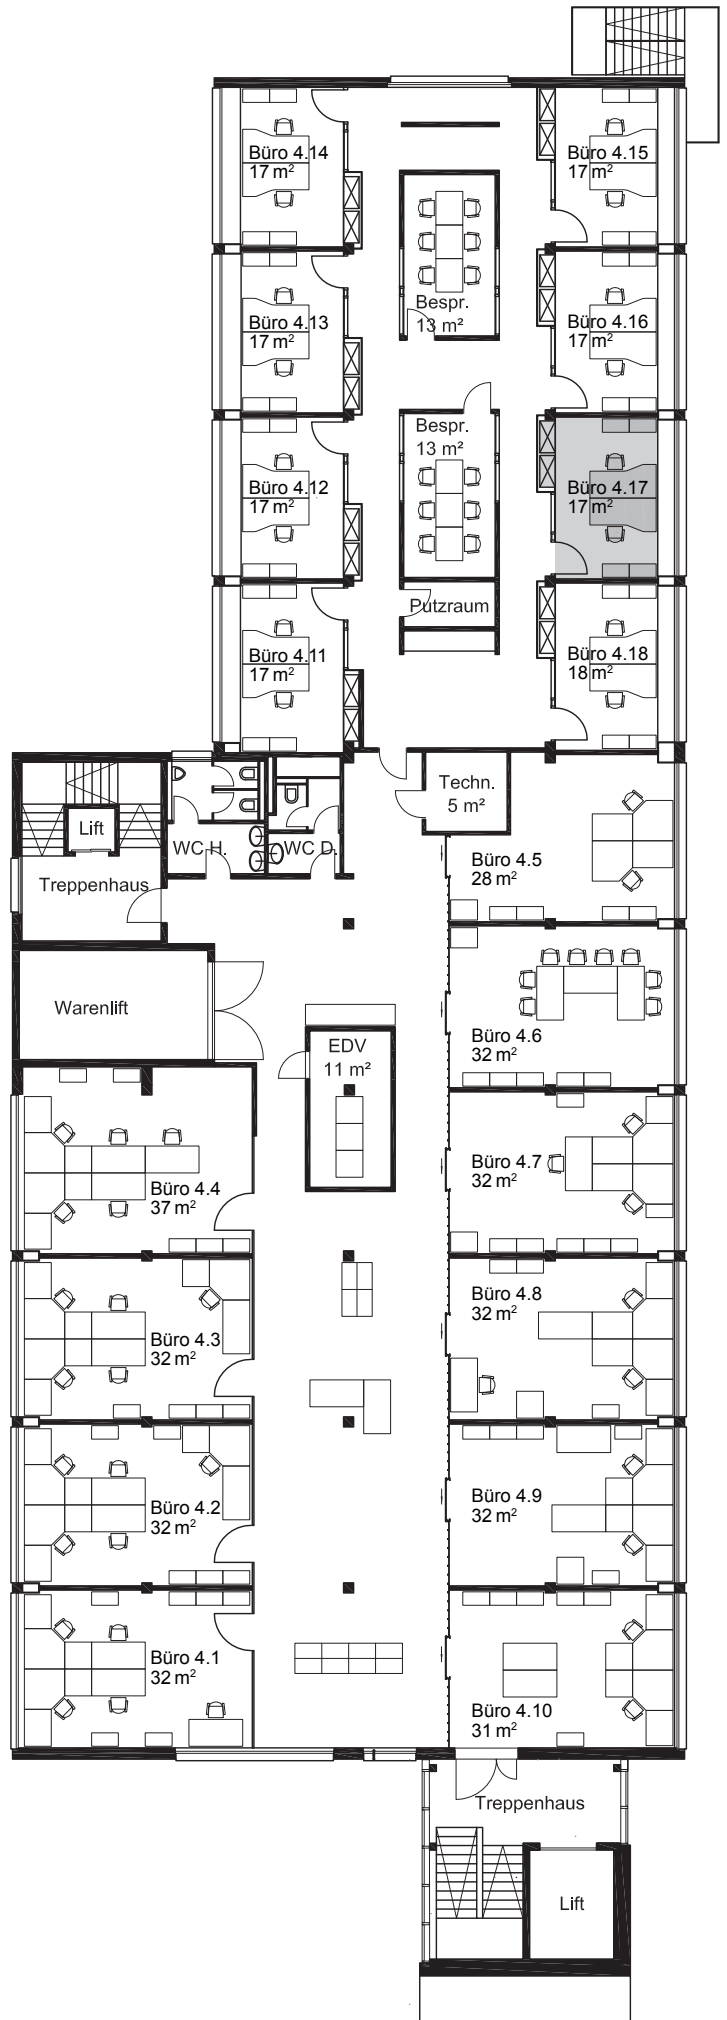 Büro 4.14
17 m²
Büro 4.15
17 m²
Bespr.
13 m²
Büro 4.13
17 m²
Büro 4.16
17 m²
Bespr.
13 m²
Büro 4.12
17 m²
Büro 4.17
17 m²
Putzraum
Büro 4.11
17 m²
Büro 4.18
18 m²
Techn.
5 m²
Lift
WC H.
WC D.
Treppenhaus
Büro 4.5
28 m²
Warenlift
Büro 4.6
32 m²
EDV
11 m²
Büro 4.4
37 m²
Büro 4.7
32 m²
Büro 4.3
32 m²
Büro 4.8
32 m²
Büro 4.2
32 m²
Büro 4.9
32 m²
Büro 4.1
32 m²
Büro 4.10
31 m²
Treppenhaus
Lift